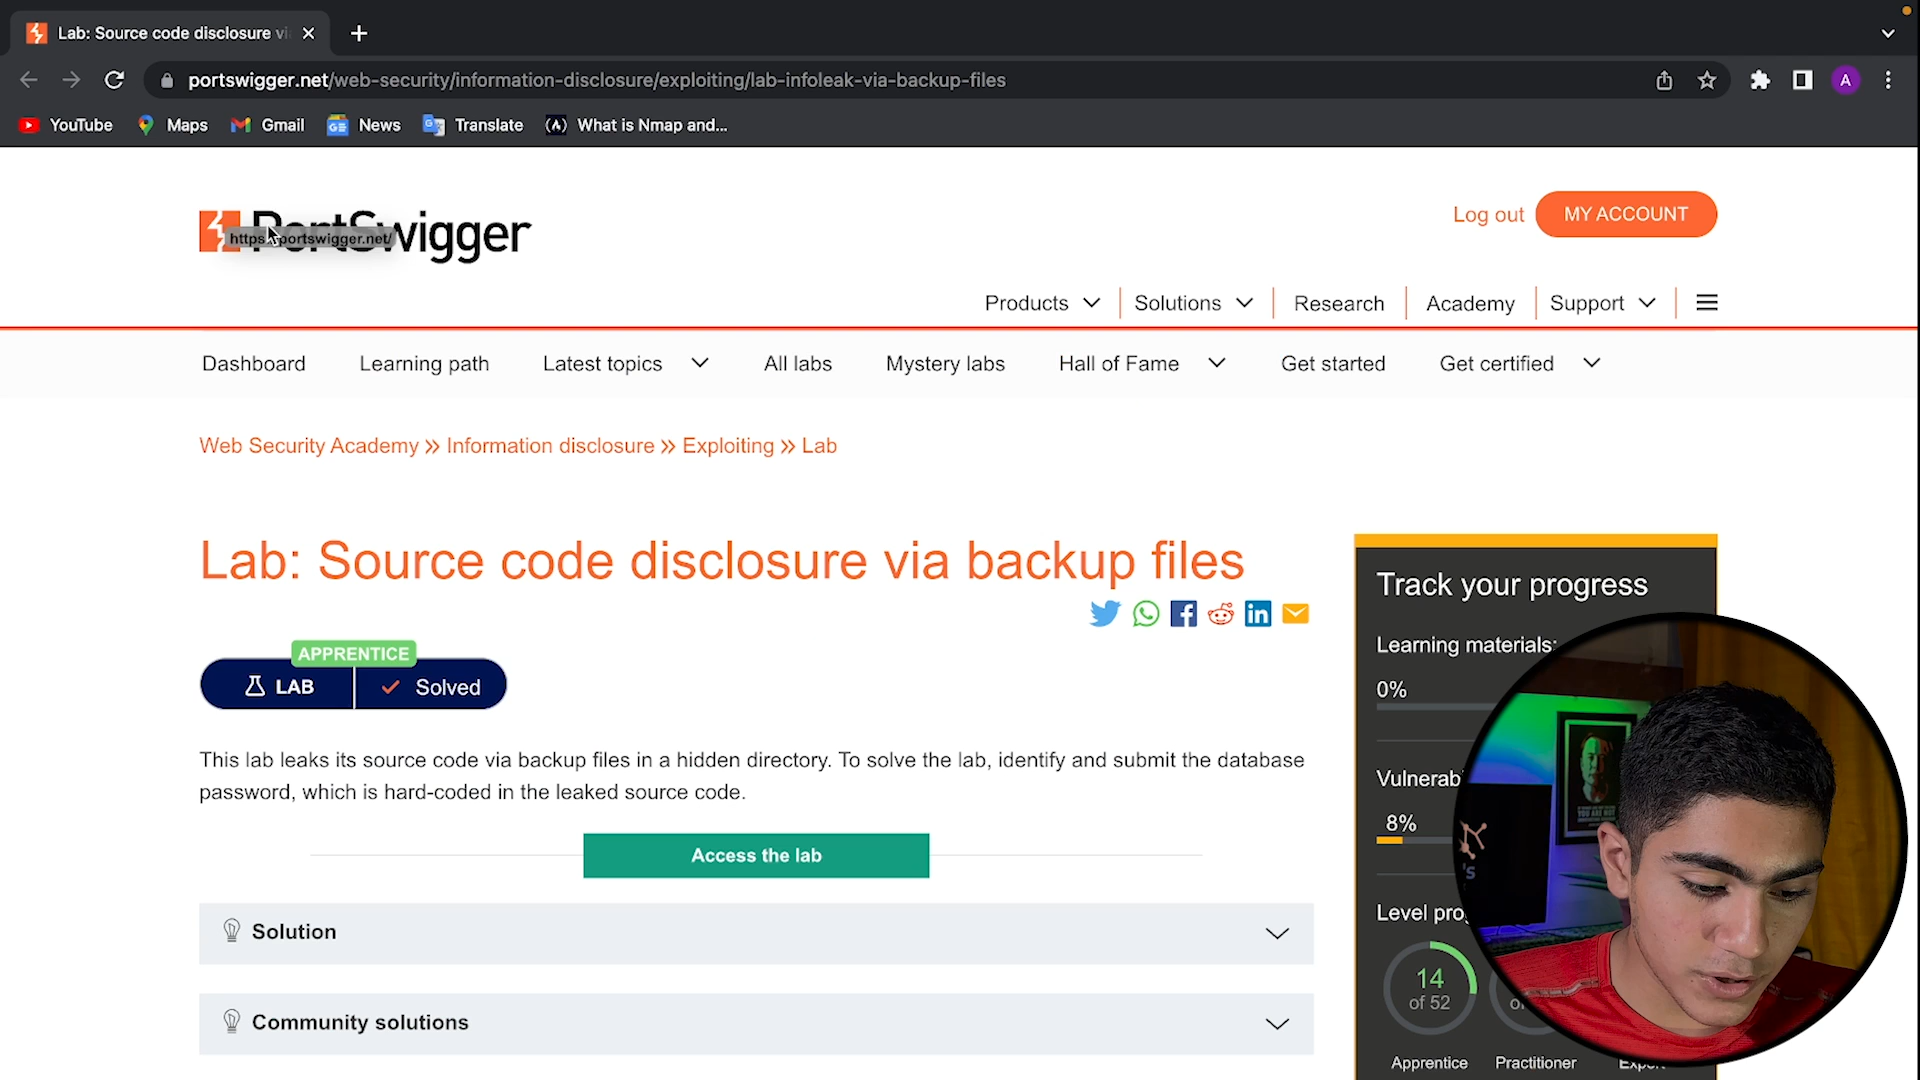 Lab: Source code disclosure vi
portswigger.net/web-security/information-disclosure/exploiting/lab-infoleak-via-backup-files
A
YouTube Maps Gmail News Translate What is Nmap and...
PortSwigger
https://portswigger.net/
Log out MY ACCOUNT
Products Solutions Research Academy Support
Dashboard Learning path Latest topics All labs Mystery labs Hall of Fame Get started Get certified
Web Security Academy >> Information disclosure >> Exploiting >> Lab
Lab: Source code disclosure via backup files
APPRENTICE
LAB Solved
This lab leaks its source code via backup files in a hidden directory. To solve the lab, identify and submit the database
password, which is hard-coded in the leaked source code.
Access the lab
Solution
Community solutions
Track your progress
Learning materials:
0%
Vulnerab
8%
Level pro
14
of 52
Apprentice Practitioner Expert